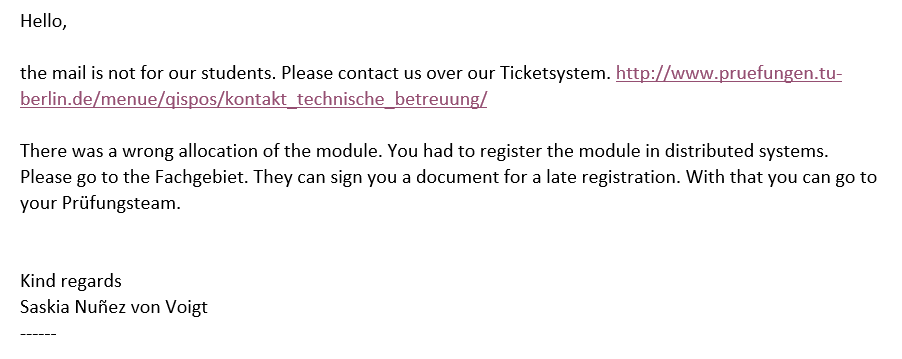 Hello,
the mail is not for our students. Please contact us over our Ticketsystem. http://www.pruefungen.tu-
berlin.de/menue/qispos/kontakt_technische_betreuung/
There was a wrong allocation of the module. You had to register the module in distributed systems.
Please go to the Fachgebiet. They can sign you a document for a late registration. With that you can go to
your Prüfungsteam.
Kind regards
Saskia Nuñez von Voigt
------